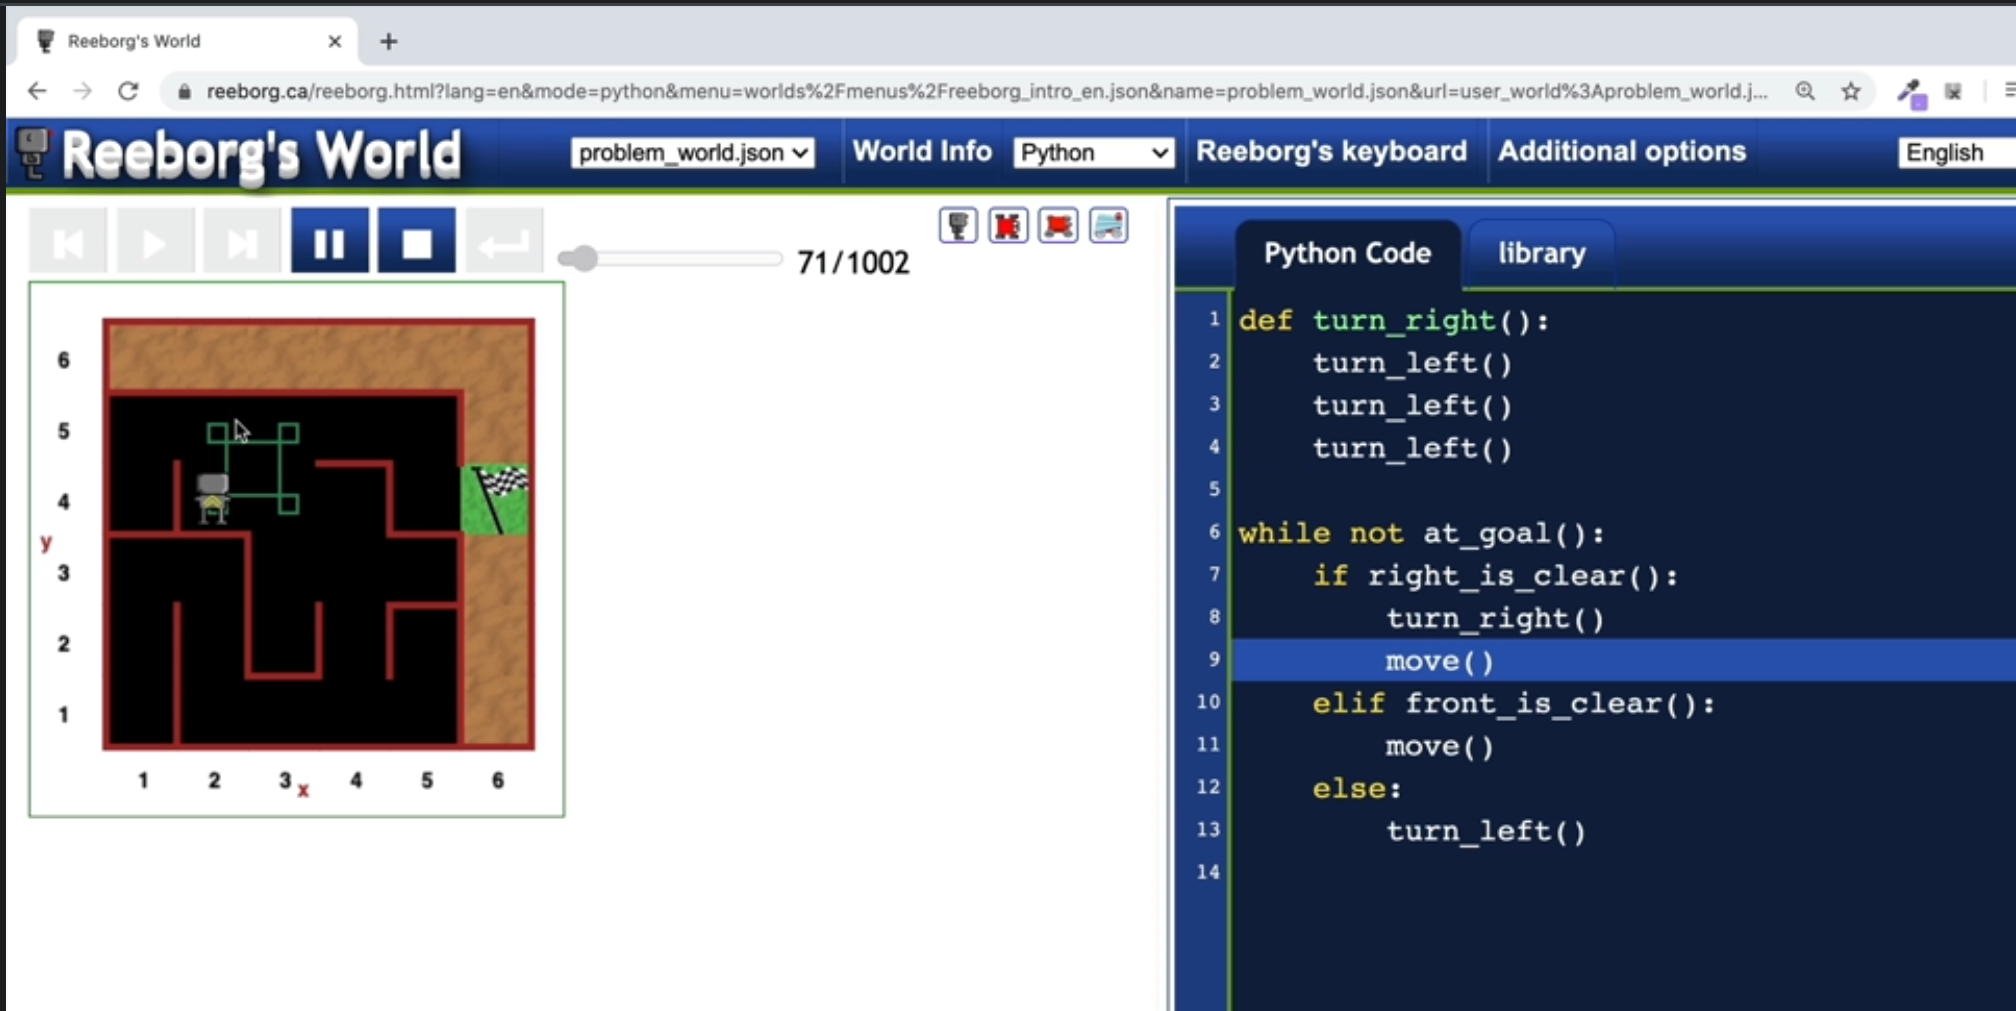 Reeborg's World
reeborg.ca/reeborg.html?lang=en&mode=python&menu=worlds%2Fmenus%2Freeborg_intro_en.json&name=problem_world.json&url=user_world%3Aproblem_world.j...
Reeborg's World problem_world.json World Info Python Reeborg's keyboard Additional options English
71/1002
6
5
4
y
3
2
1
1 2 3 x 4 5 6
Python Code library
1 def turn_right():
2     turn_left()
3     turn_left()
4     turn_left()
5
6 while not at_goal():
7     if right_is_clear():
8         turn_right()
9         move()
10     elif front_is_clear():
11         move()
12     else:
13         turn_left()
14